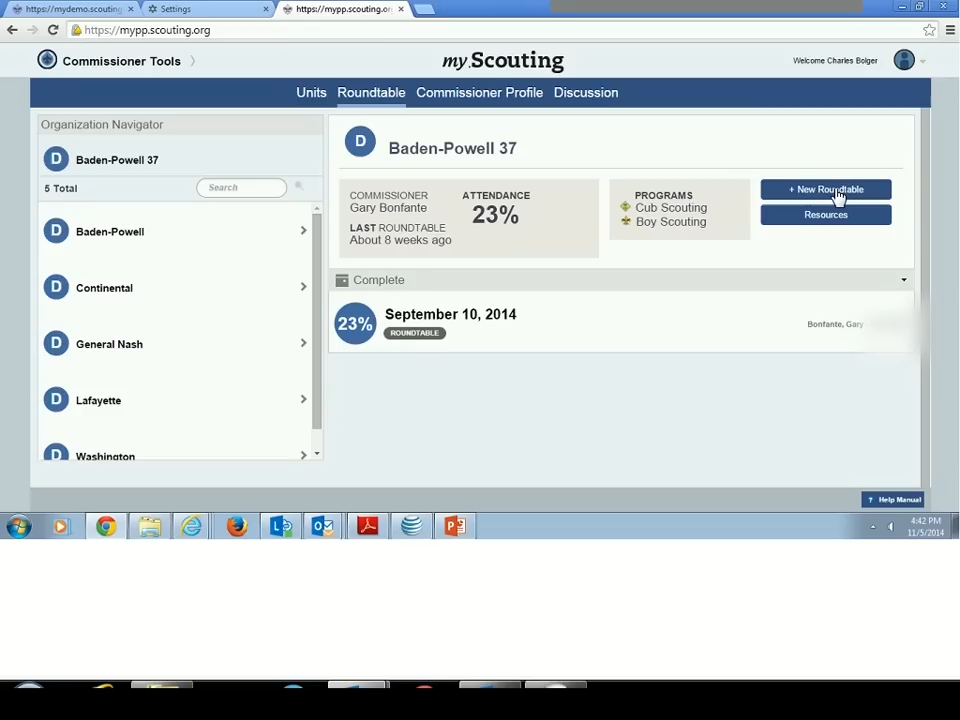 https://mydemo.scouting
Settings
https://mypp.scouting.or
https://mypp.scouting.org
Commissioner Tools
my.Scouting
Welcome Charles Bolger
Units Roundtable Commissioner Profile Discussion
Organization Navigator
D Baden-Powell 37
5 Total
Search
D Baden-Powell
D Continental
D General Nash
D Lafayette
D Washington
D Baden-Powell 37
COMMISSIONER
Gary Bonfante
LAST ROUNDTABLE
About 8 weeks ago
ATTENDANCE
23%
PROGRAMS
Cub Scouting
Boy Scouting
+ New Roundtable
Resources
Complete
23%
September 10, 2014
ROUNDTABLE
Bonfante, Gary
? Help Manual
4:42 PM
11/5/2014